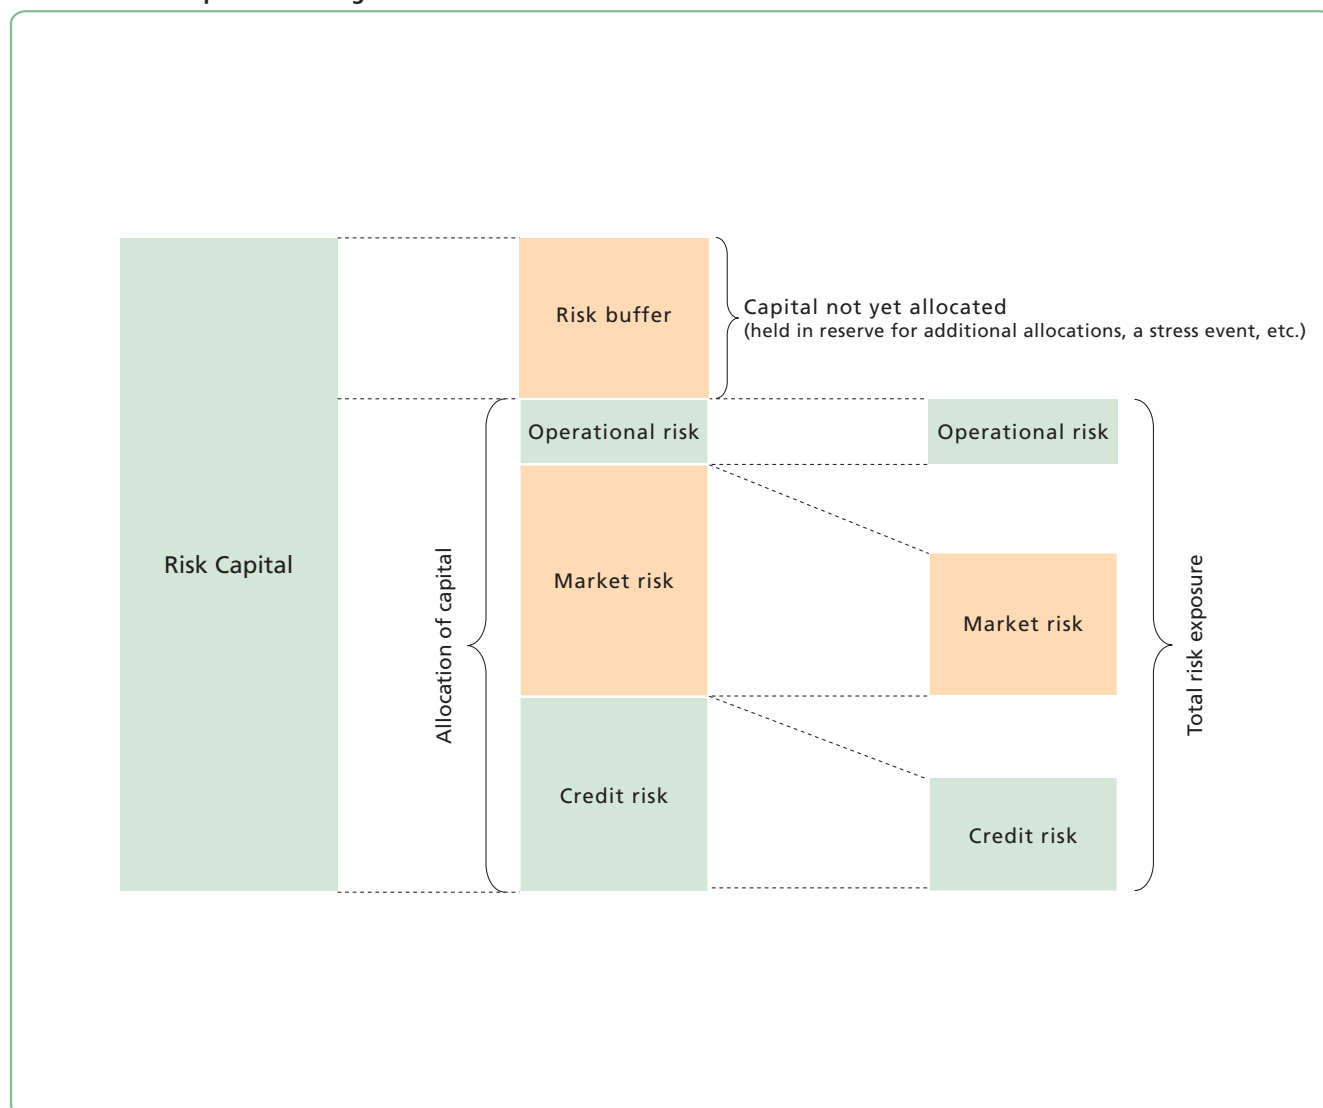 Risk buffer
Capital not yet allocated
(held in reserve for additional allocations, a stress event, etc.)
Operational risk
Operational risk
Risk Capital
Allocation of capital
Market risk
Market risk
Total risk exposure
Credit risk
Credit risk